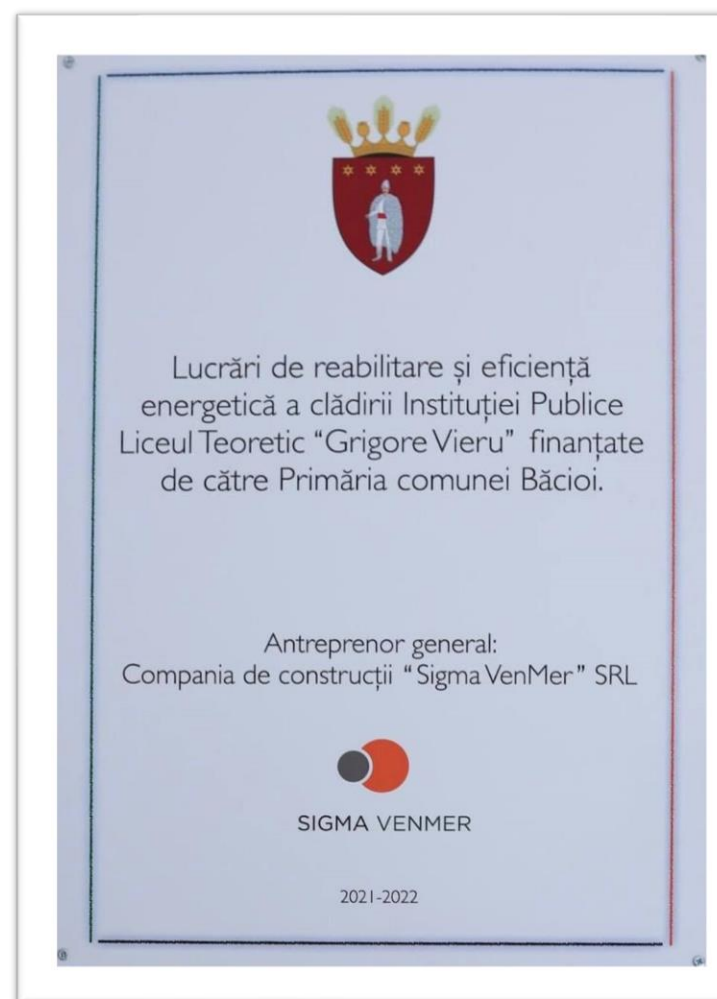 Lucrări de reabilitare și eficiență
energetică a clădirii Instituției Publice
Liceul Teoretic “Grigore Vieru” finanțate
de către Primăria comunei Băcioi.
Antreprenor general:
Compania de construcții “Sigma VenMer” SRL
SIGMA VENMER
2021-2022